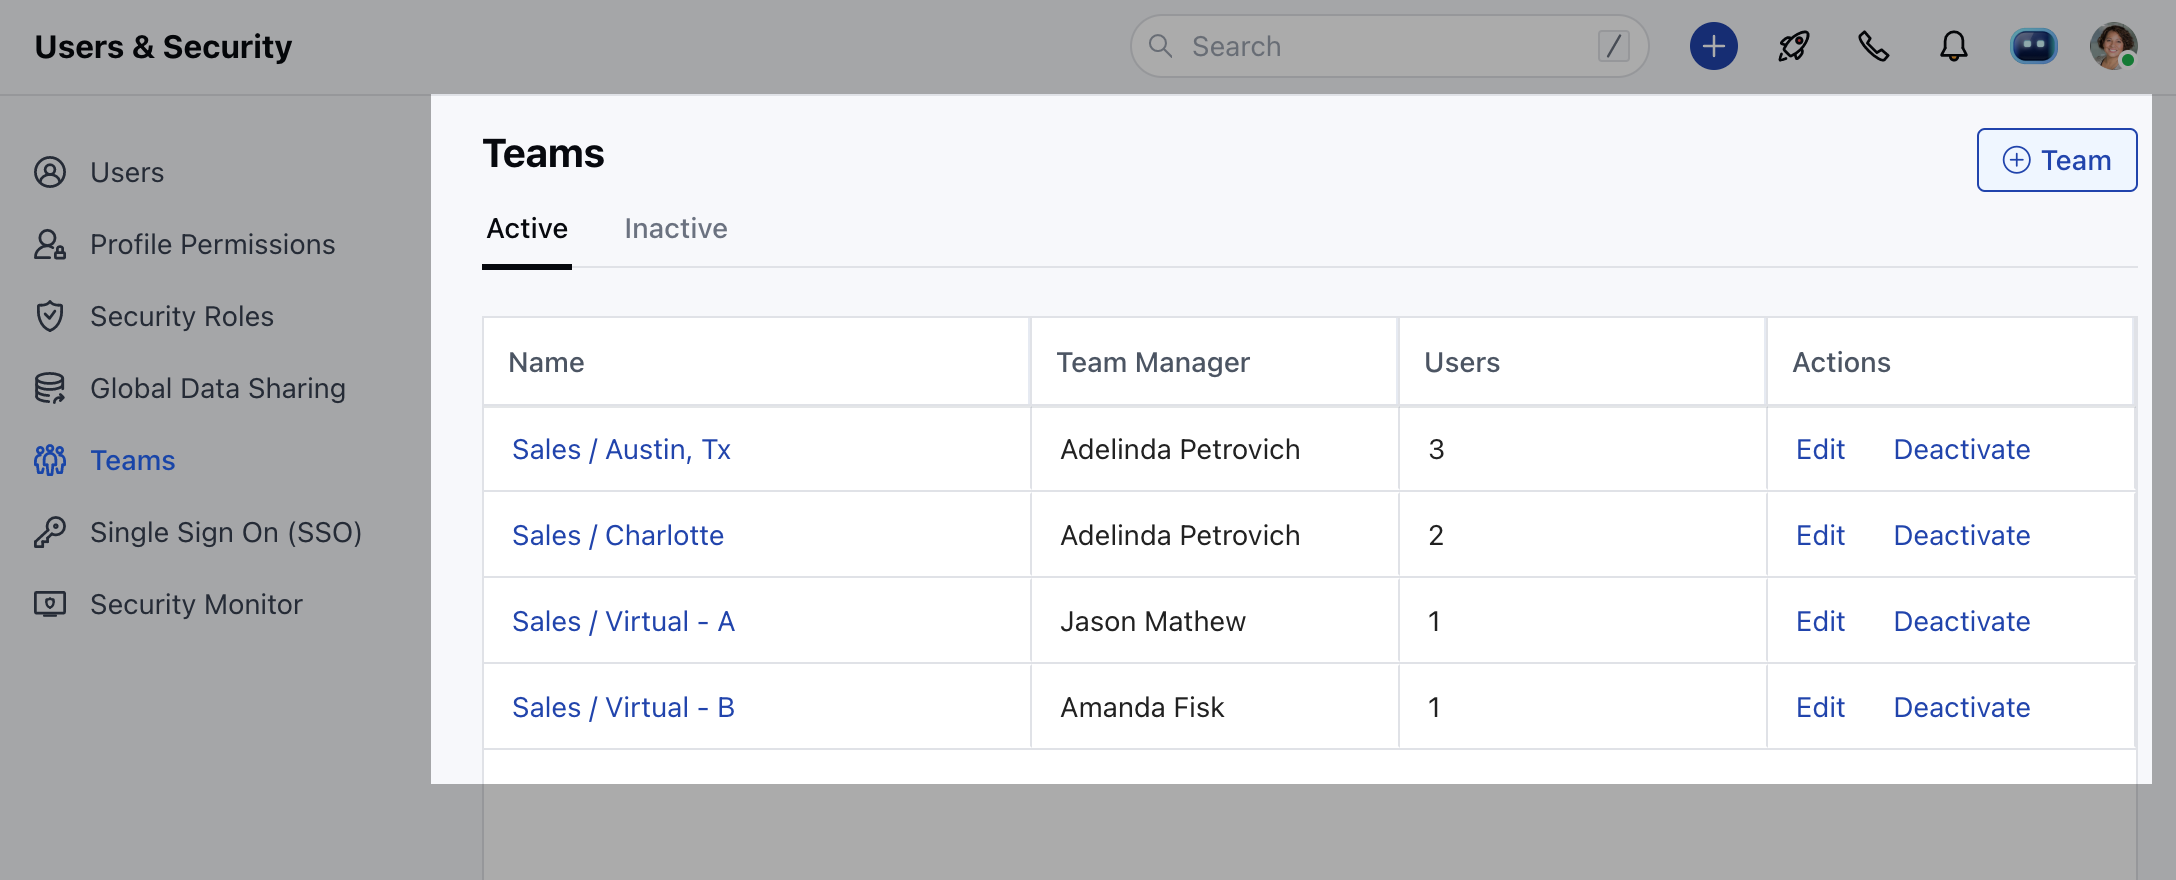 Users & Security
Search
/
Users
Profile Permissions
Security Roles
Global Data Sharing
Teams
Single Sign On (SSO)
Security Monitor
Teams
Team
Active Inactive
Name Team Manager Users Actions
Sales / Austin, Tx Adelinda Petrovich 3 Edit Deactivate
Sales / Charlotte Adelinda Petrovich 2 Edit Deactivate
Sales / Virtual - A Jason Mathew 1 Edit Deactivate
Sales / Virtual - B Amanda Fisk 1 Edit Deactivate